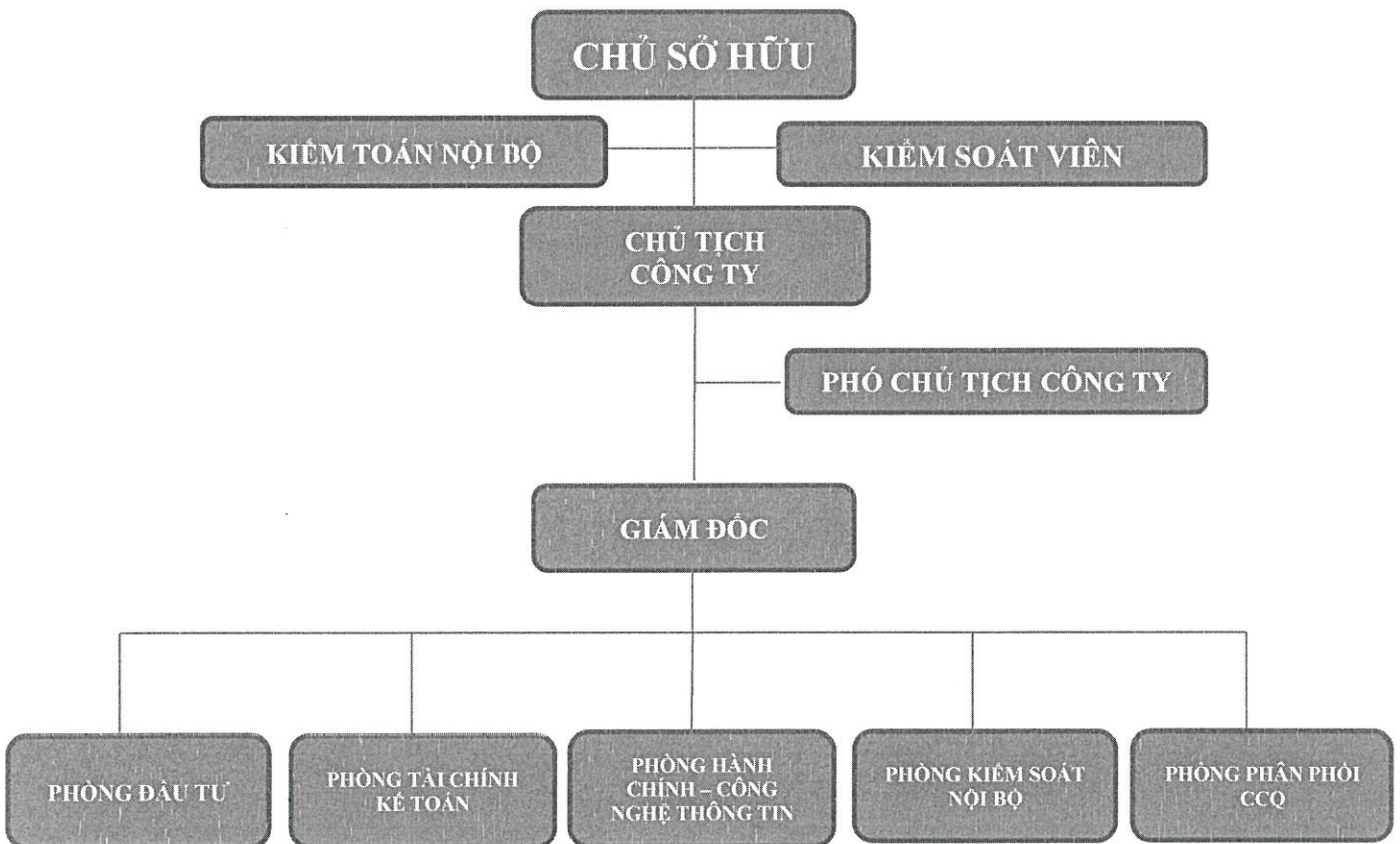 CHỦ SỞ HỮU
KIỂM TOÁN NỘI BỘ
KIỂM SOÁT VIÊN
CHỦ TỊCH
CÔNG TY
PHÓ CHỦ TỊCH CÔNG TY
GIÁM ĐỐC
PHÒNG ĐẦU TƯ
PHÒNG TÀI CHÍNH
KẾ TOÁN
PHÒNG HÀNH
CHÍNH – CÔNG
NGHỆ THÔNG TIN
PHÒNG KIỂM SOÁT
NỘI BỘ
PHÒNG PHÂN PHỐI
CCQ